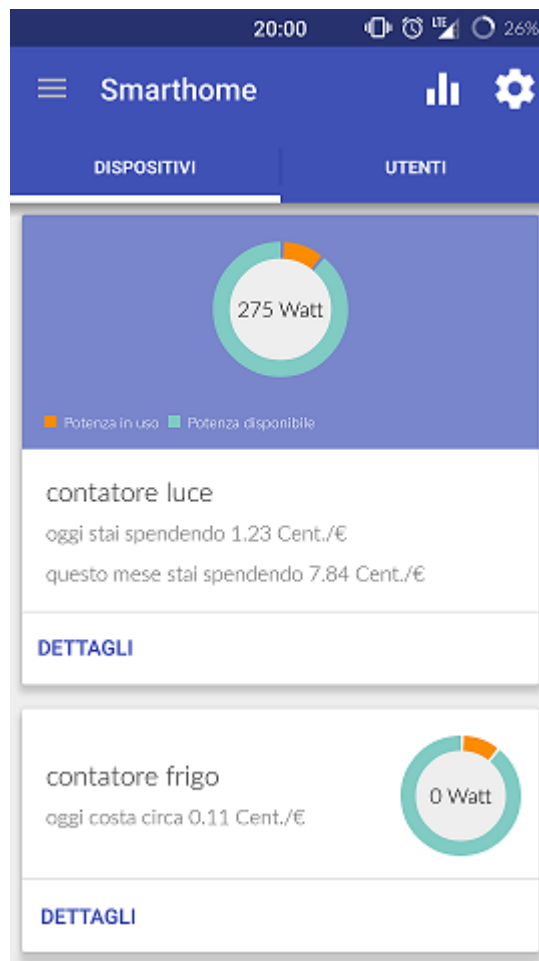 20:00 LTE 26%
Smarthome
DISPOSITIVI UTENTI
275 Watt
Potenza in uso Potenza disponibile
contatore luce
oggi stai spendendo 1.23 Cent./€
questo mese stai spendendo 7.84 Cent./€
DETTAGLI
contatore frigo
oggi costa circa 0.11 Cent./€
0 Watt
DETTAGLI